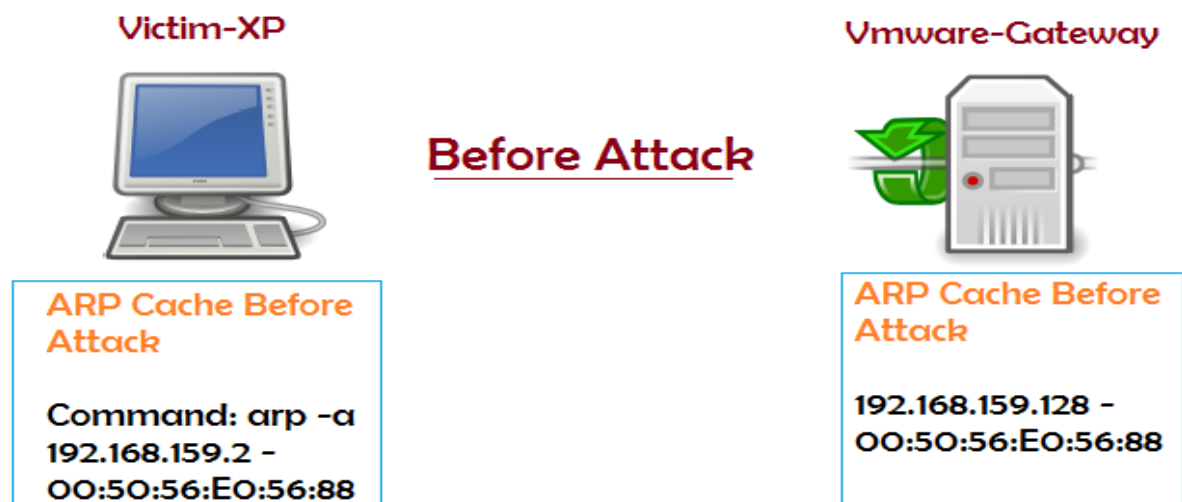 Victim-XP
Vmware-Gateway
Before Attack
ARP Cache Before
Attack
Command: arp -a
192.168.159.2 -
00:50:56:E0:56:88
ARP Cache Before
Attack
192.168.159.128 -
00:50:56:E0:56:88